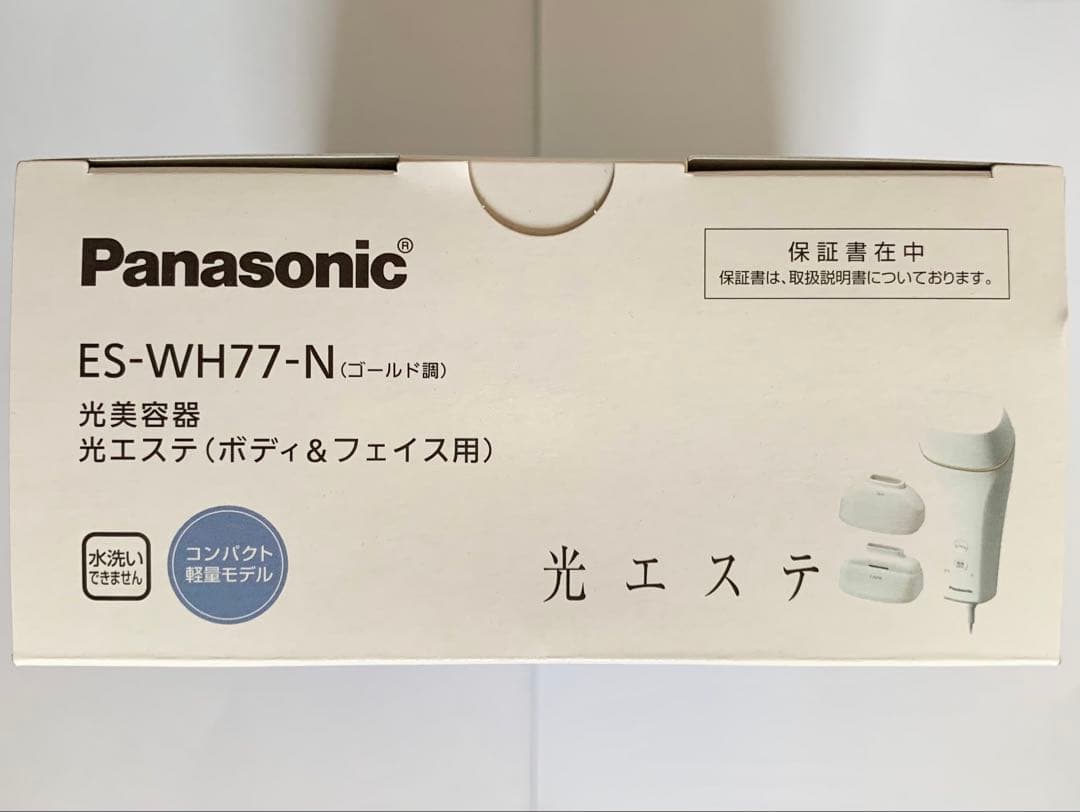 Panasonic®
保証書在中
保証書は、取扱説明書についております。
ES-WH77-N（ゴールド調）
光美容器
光エステ（ボディ＆フェイス用）
水洗い
できません
コンパクト
軽量モデル
光エステ
Panasonic